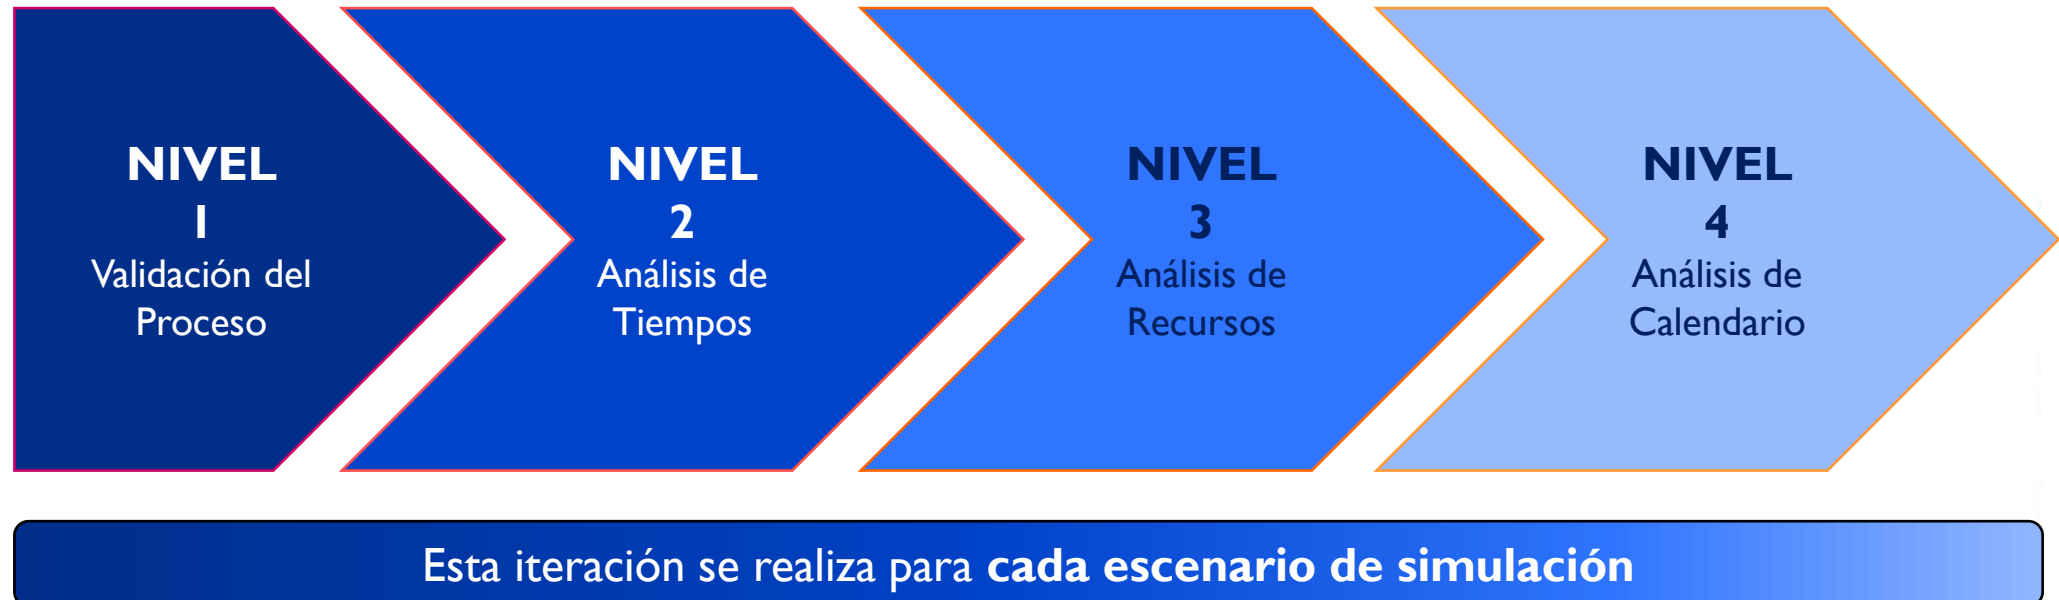 NIVEL
1
Validación del
Proceso
NIVEL
2
Análisis de
Tiempos
NIVEL
3
Análisis de
Recursos
NIVEL
4
Análisis de
Calendario
Esta iteración se realiza para cada escenario de simulación